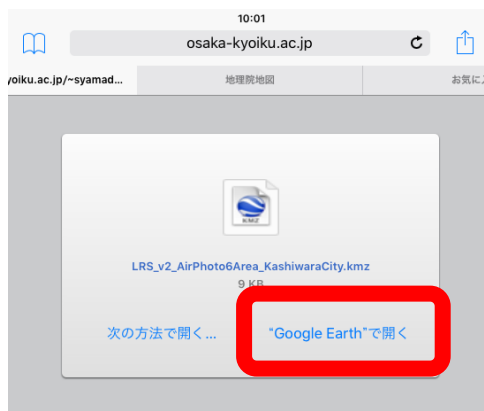 10:01
osaka-kyoiku.ac.jp
yoiku.ac.jp/~syamad...
地理院地図
お気に入
KMZ
LRS_v2_AirPhoto6Area_KashiwaraCity.kmz
9 KB
次の方法で開く...
"Google Earth"で開く